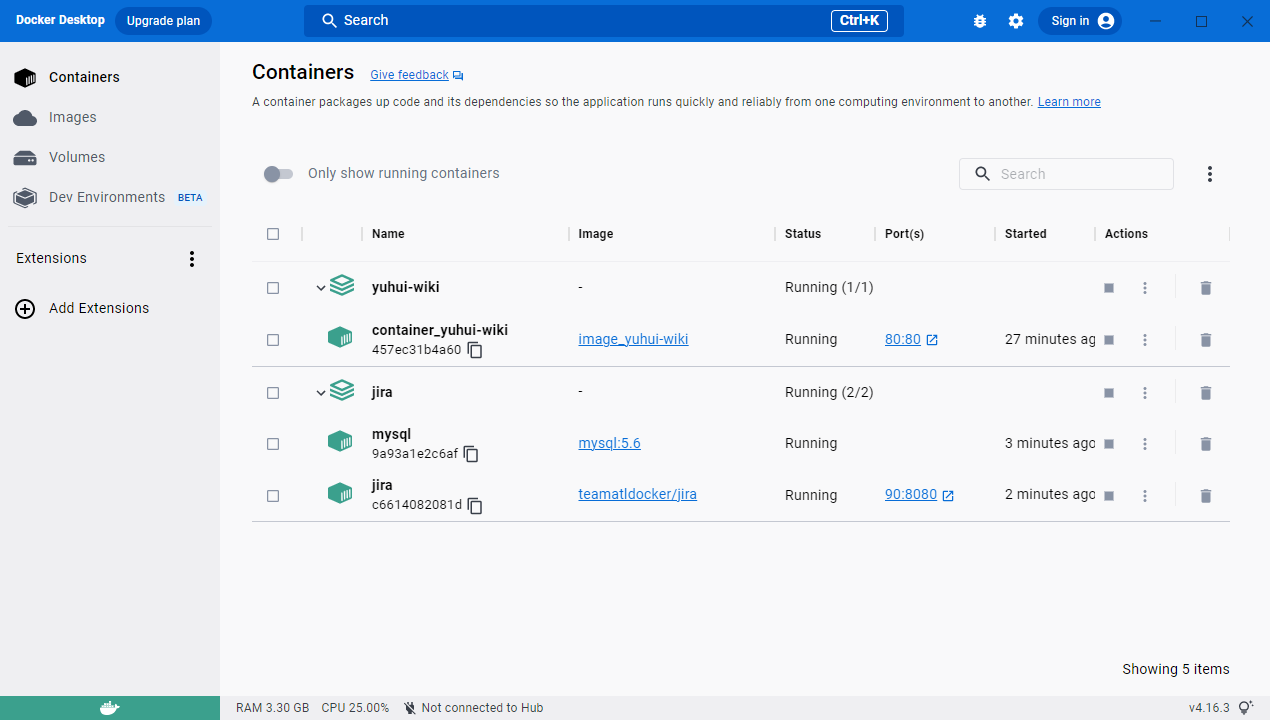 Docker Desktop Upgrade plan Search Ctrl+K Sign in
Containers
Images
Volumes
Dev Environments BETA
Extensions
Add Extensions
Containers Give feedback
A container packages up code and its dependencies so the application runs quickly and reliably from one computing environment to another. Learn more
Only show running containers Search
Name Image Status Port(s) Started Actions
yuhui-wiki - Running (1/1)
container_yuhui-wiki
457ec31b4a60 image_yuhui-wiki Running 80:80 27 minutes ag
jira - Running (2/2)
mysql
9a93a1e2c6af mysql:5.6 Running 3 minutes ago
jira
c6614082081d teamatldocker/jira Running 90:8080 2 minutes ago
Showing 5 items
RAM 3.30 GB CPU 25.00% Not connected to Hub v4.16.3